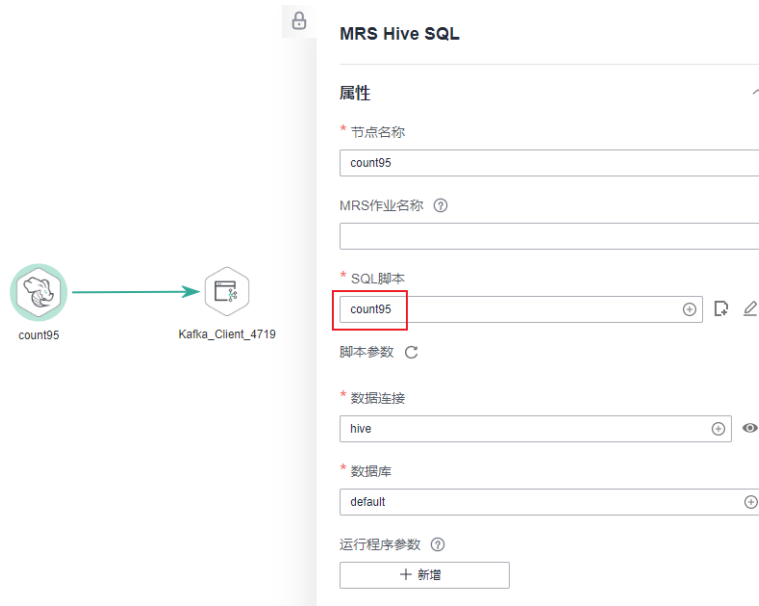 MRS Hive SQL
属性
* 节点名称
count95
MRS作业名称
* SQL脚本
count95
脚本参数
* 数据连接
hive
* 数据库
default
运行程序参数
+ 新增
count95
Kafka_Client_4719